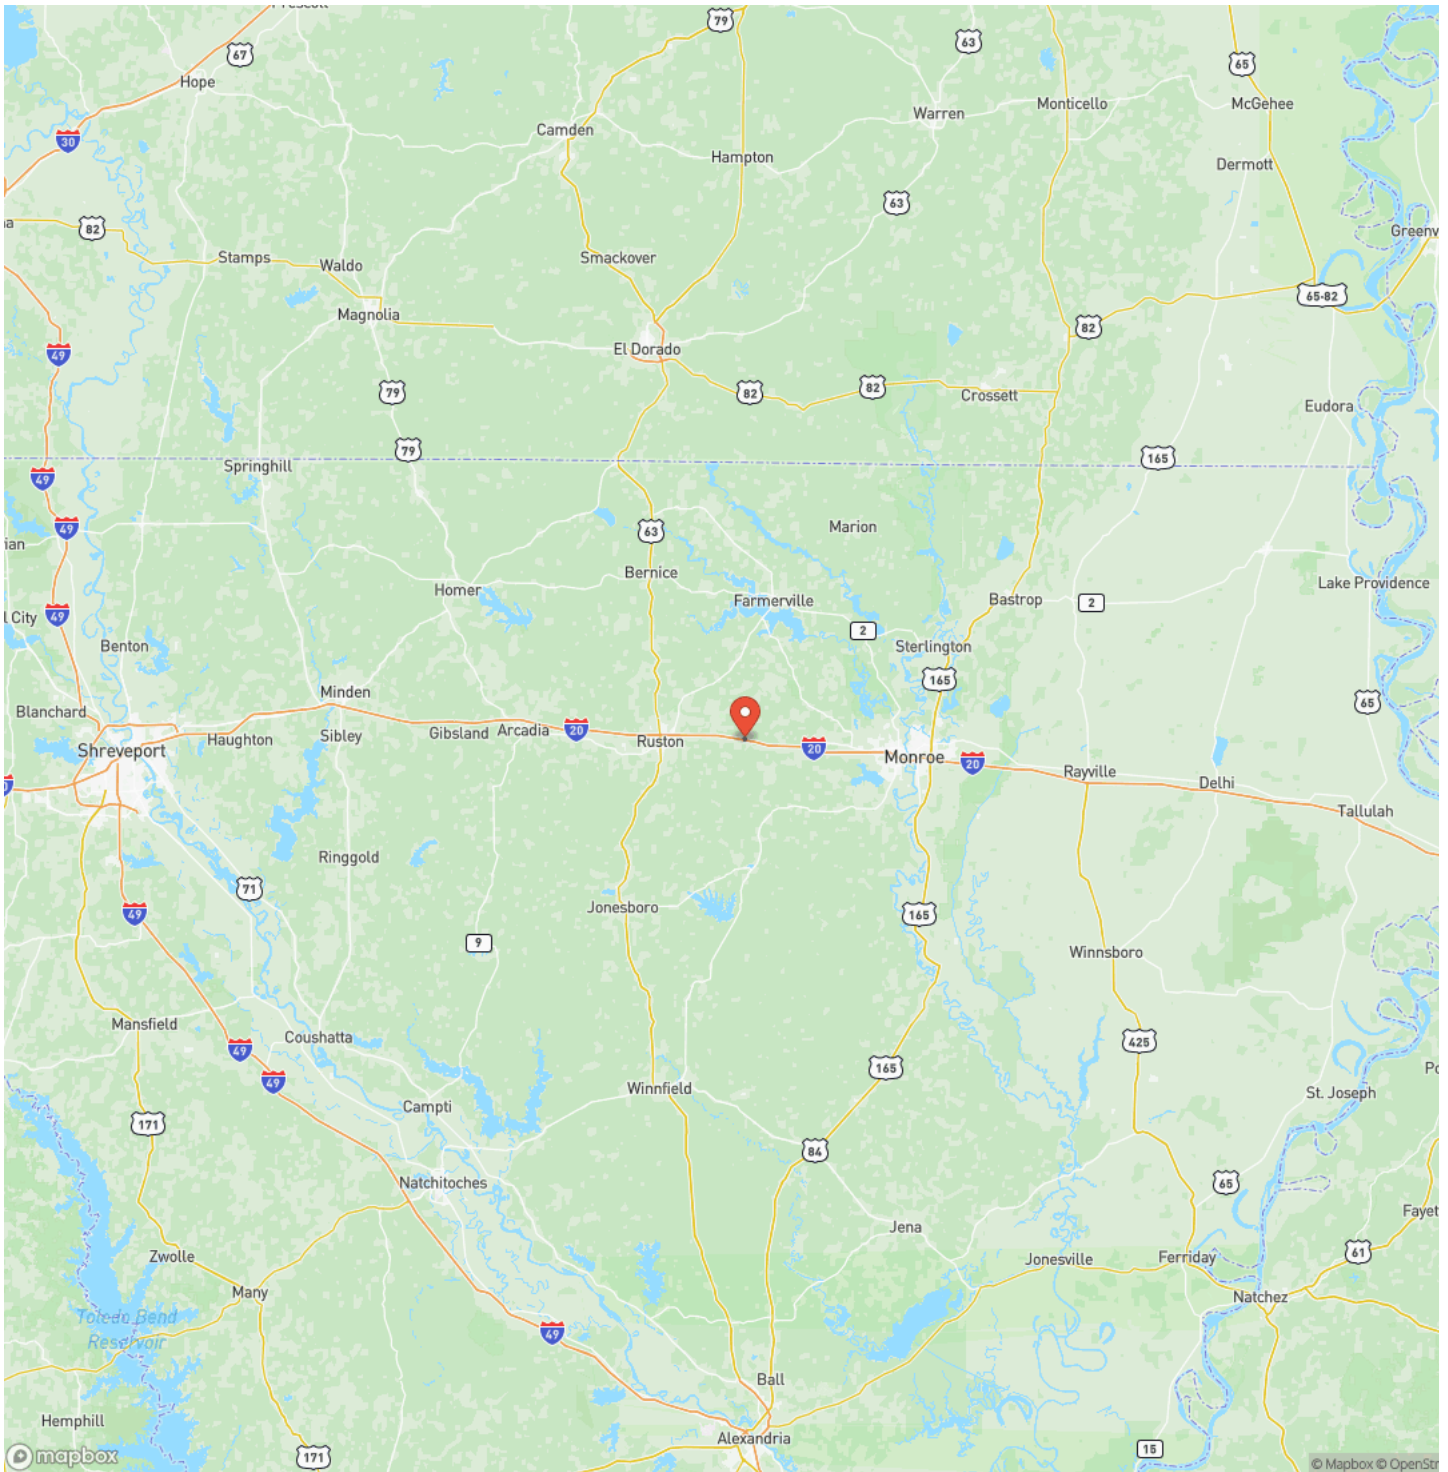 Prescott
79
63
67
65
Hope
Monticello
McGehee
Warren
30
Camden
Hampton
Dermott
63
82
Greenv
Stamps
Waldo
Smackover
65-82
Magnolia
82
49
El Dorado
79
82
82
Crossett
Eudora
79
165
Springhill
49
49
63
Marion
ian
Bernice
Homer
Farmerville
Bastrop
2
Lake Providence
49
l City
2
Benton
Sterlington
165
Minden
65
Blanchard
Gibsland
Arcadia
20
Shreveport
Haughton
Sibley
Ruston
20
Monroe
20
Rayville
Delhi
Tallulah
Ringgold
71
Jonesboro
49
165
9
Winnsboro
Mansfield
Coushatta
49
425
49
165
Winnfield
St. Joseph
Po
Campti
171
84
Natchitoches
65
Fayet
Jena
61
Zwolle
Jonesville
Ferriday
Many
Natchez
Toledo Bend
Reservoir
49
Ball
Hemphill
Alexandria
15
171
mapbox
© Mapbox © OpenStr